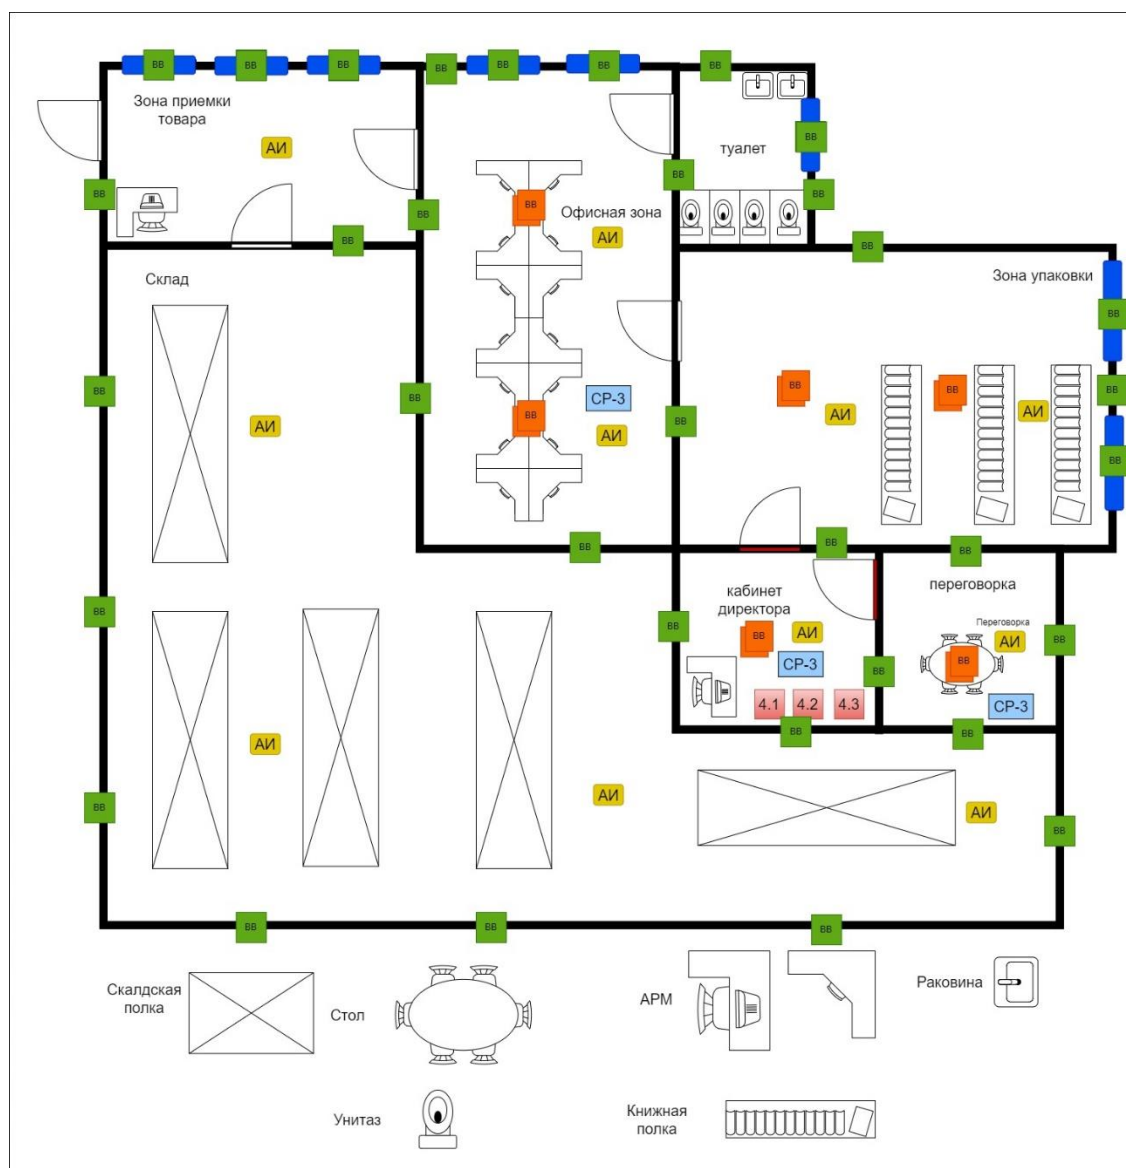 ВВ
ВВ
ВВ
ВВ
ВВ
ВВ
ВВ
Зона приемки
товара
АИ
туалет
ВВ
ВВ
ВВ
ВВ
ВВ
ВВ
Офисная зона
АИ
ВВ
ВВ
Склад
Зона упаковки
ВВ
ВВ
ВВ
СР-3
ВВ
ВВ
ВВ
ВВ
АИ
АИ
ВВ
АИ
АИ
ВВ
ВВ
ВВ
ВВ
ВВ
кабинет
директора
переговорка
ВВ
ВВ
ВВ
АИ
Переговорка
АИ
ВВ
СР-3
ВВ
ВВ
4.1
4.2
4.3
СР-3
АИ
ВВ
ВВ
АИ
АИ
ВВ
ВВ
ВВ
ВВ
ВВ
Скалдская
полка
Стол
АРМ
Раковина
Унитаз
Книжная
полка